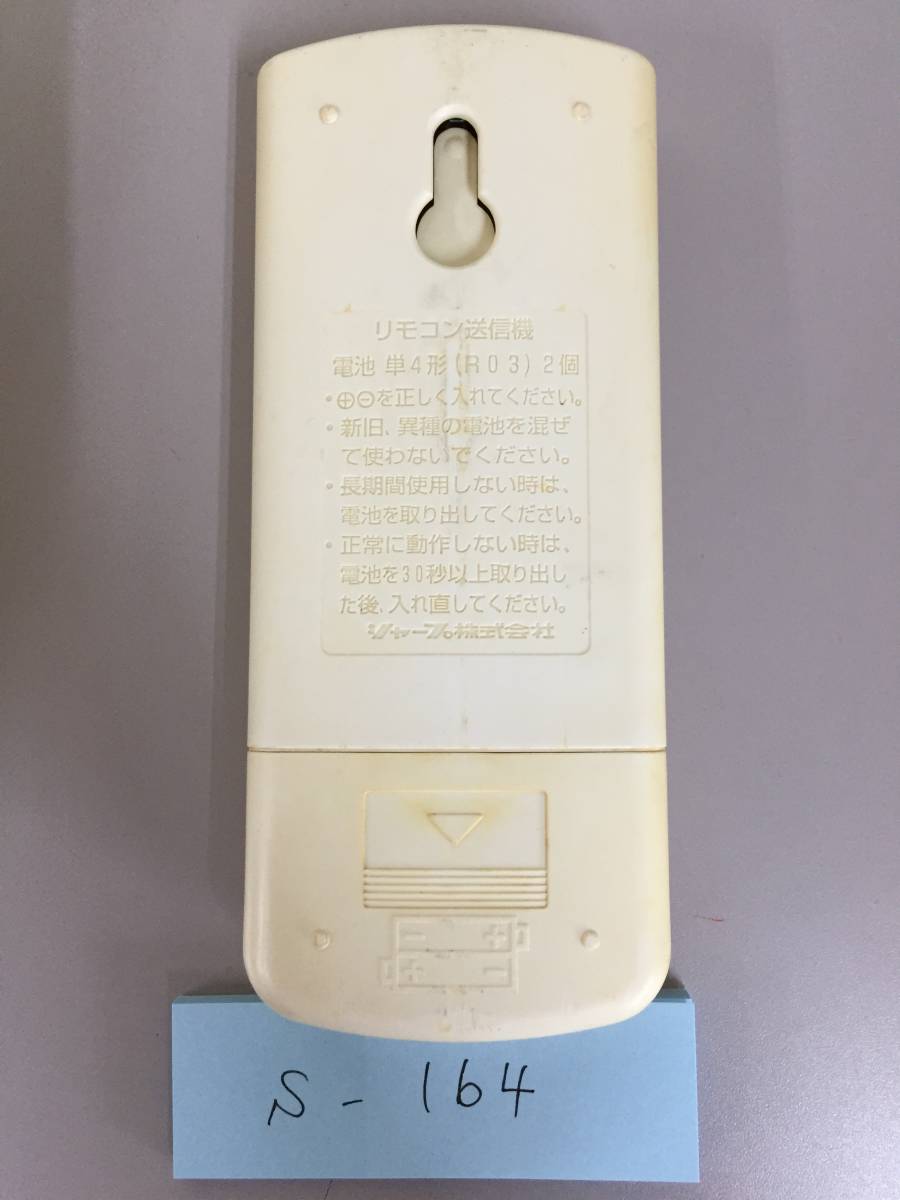 リモコン送信機
電池 単4形(R03)2個
・⊕⊖を正しく入れてください。
・新旧、異種の電池を混ぜ
て使わないでください。
・長期間使用しない時は、
電池を取り出してください。
・正常に動作しない時は、
電池を30秒以上取り出し
た後、入れ直してください。
シャープ株式会社
− +
+ −
S - 164